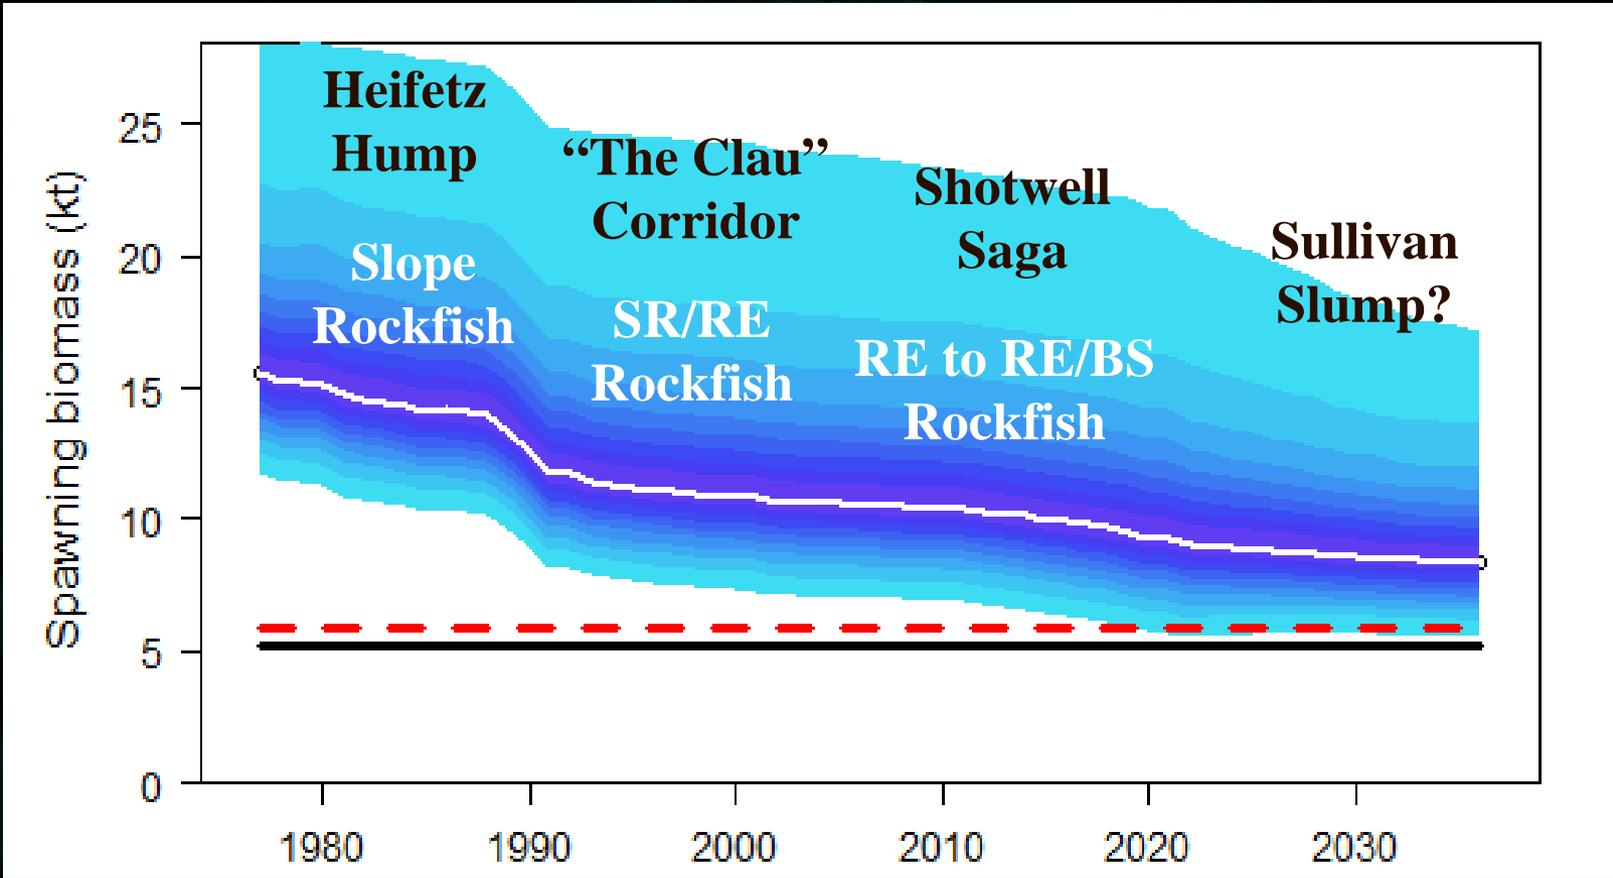 Heifetz
Hump
“The Clau”
Corridor
Shotwell
Saga
Sullivan
Slump?
Slope
Rockfish
SR/RE
Rockfish
RE to RE/BS
Rockfish
Spawning biomass (kt)
25
20
15
10
5
0
1980 1990 2000 2010 2020 2030